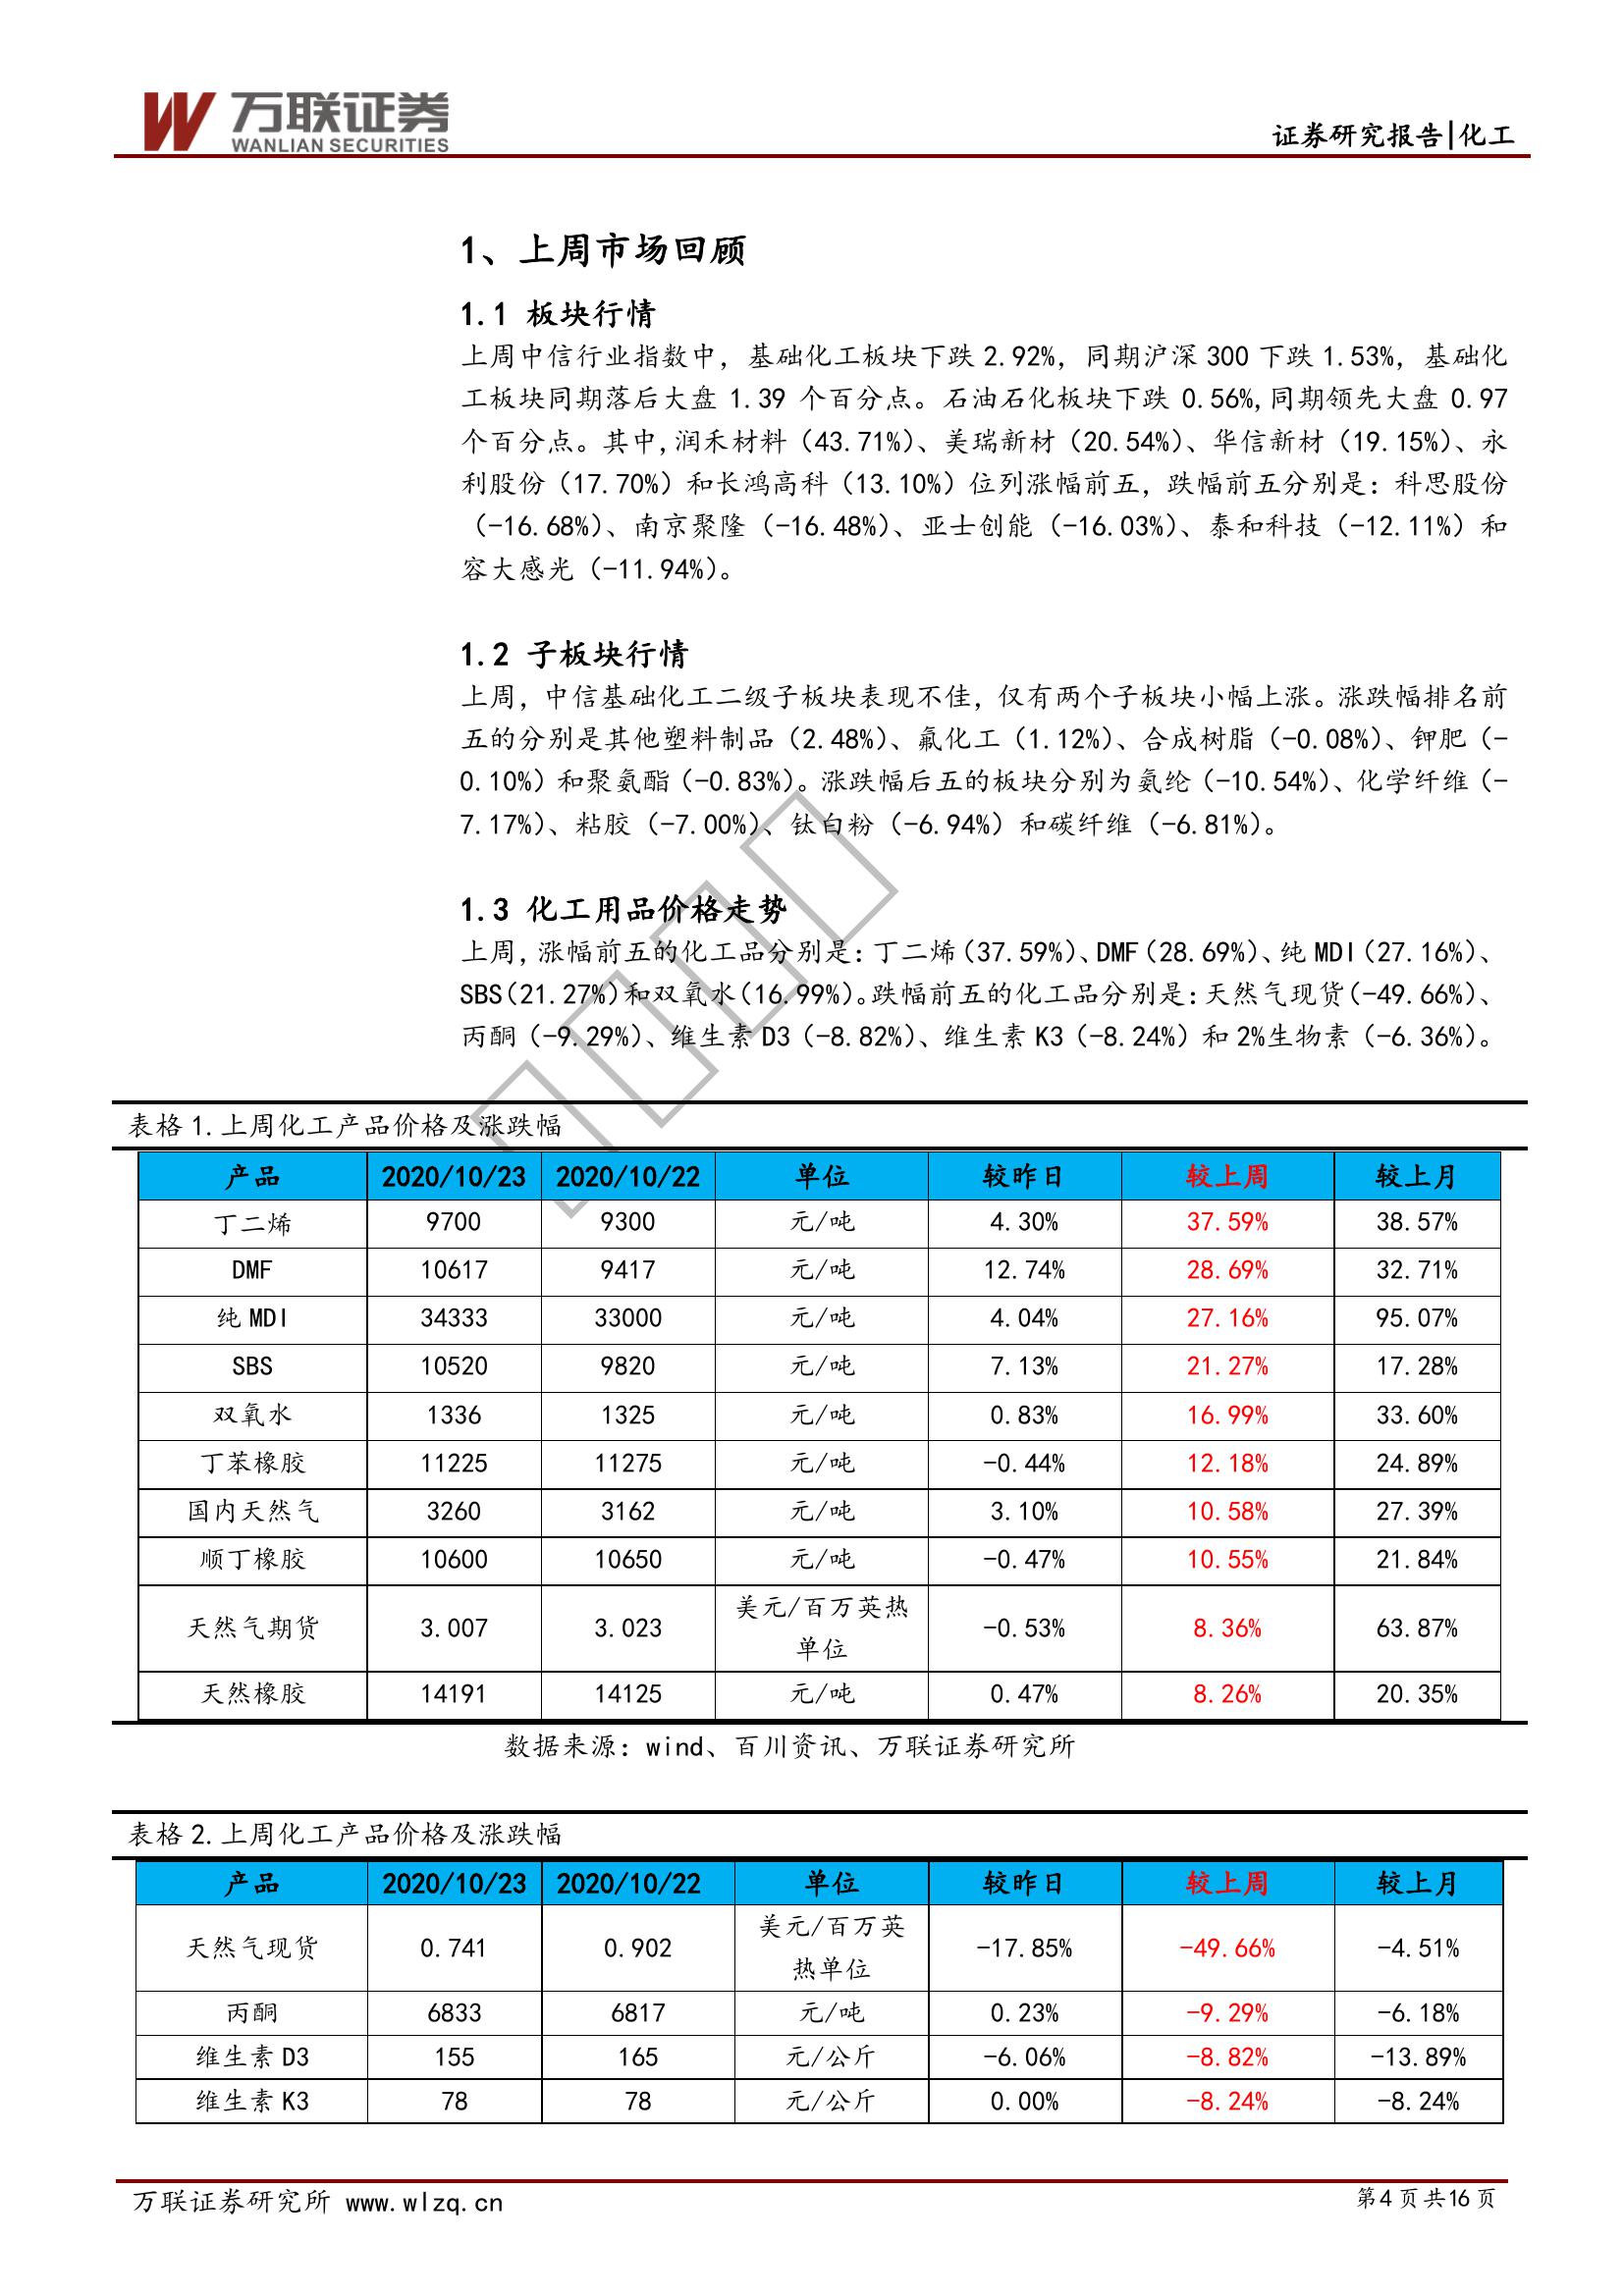 万联证券
WANLIAN SECURITIES
证券研究报告|化工
1、上周市场回顾
1.1 板块行情
上周中信行业指数中，基础化工板块下跌 2.92%，同期沪深 300 下跌 1.53%，基础化
工板块同期落后大盘 1.39 个百分点。石油石化板块下跌 0.56%,同期领先大盘 0.97
个百分点。其中,润禾材料（43.71%）、美瑞新材（20.54%）、华信新材（19.15%）、永
利股份（17.70%）和长鸿高科（13.10%）位列涨幅前五，跌幅前五分别是：科思股份
（-16.68%）、南京聚隆（-16.48%）、亚士创能（-16.03%）、泰和科技（-12.11%）和
容大感光（-11.94%）。
1.2 子板块行情
上周，中信基础化工二级子板块表现不佳，仅有两个子板块小幅上涨。涨跌幅排名前
五的分别是其他塑料制品（2.48%）、氟化工（1.12%）、合成树脂（-0.08%）、钾肥（-
0.10%）和聚氨酯（-0.83%）。涨跌幅后五的板块分别为氨纶（-10.54%）、化学纤维（-
7.17%）、粘胶（-7.00%）、钛白粉（-6.94%）和碳纤维（-6.81%）。
1.3 化工用品价格走势
上周，涨幅前五的化工品分别是：丁二烯（37.59%）、DMF（28.69%）、纯 MDI（27.16%）、
SBS（21.27%）和双氧水（16.99%）。跌幅前五的化工品分别是：天然气现货（-49.66%）、
丙酮（-9.29%）、维生素 D3（-8.82%）、维生素 K3（-8.24%）和 2%生物素（-6.36%）。
表格 1.上周化工产品价格及涨跌幅
产品 2020/10/23 2020/10/22 单位 较昨日 较上周 较上月
丁二烯 9700 9300 元/吨 4.30% 37.59% 38.57%
DMF 10617 9417 元/吨 12.74% 28.69% 32.71%
纯 MDI 34333 33000 元/吨 4.04% 27.16% 95.07%
SBS 10520 9820 元/吨 7.13% 21.27% 17.28%
双氧水 1336 1325 元/吨 0.83% 16.99% 33.60%
丁苯橡胶 11225 11275 元/吨 -0.44% 12.18% 24.89%
国内天然气 3260 3162 元/吨 3.10% 10.58% 27.39%
顺丁橡胶 10600 10650 元/吨 -0.47% 10.55% 21.84%
天然气期货 3.007 3.023 美元/百万英热 -0.53% 8.36% 63.87%
单位
天然橡胶 14191 14125 元/吨 0.47% 8.26% 20.35%
数据来源：wind、百川资讯、万联证券研究所
表格 2.上周化工产品价格及涨跌幅
产品 2020/10/23 2020/10/22 单位 较昨日 较上周 较上月
天然气现货 0.741 0.902 美元/百万英 -17.85% -49.66% -4.51%
热单位
丙酮 6833 6817 元/吨 0.23% -9.29% -6.18%
维生素 D3 155 165 元/公斤 -6.06% -8.82% -13.89%
维生素 K3 78 78 元/公斤 0.00% -8.24% -8.24%
万联证券研究所 www.wlzq.cn
第 4 页 共 16 页